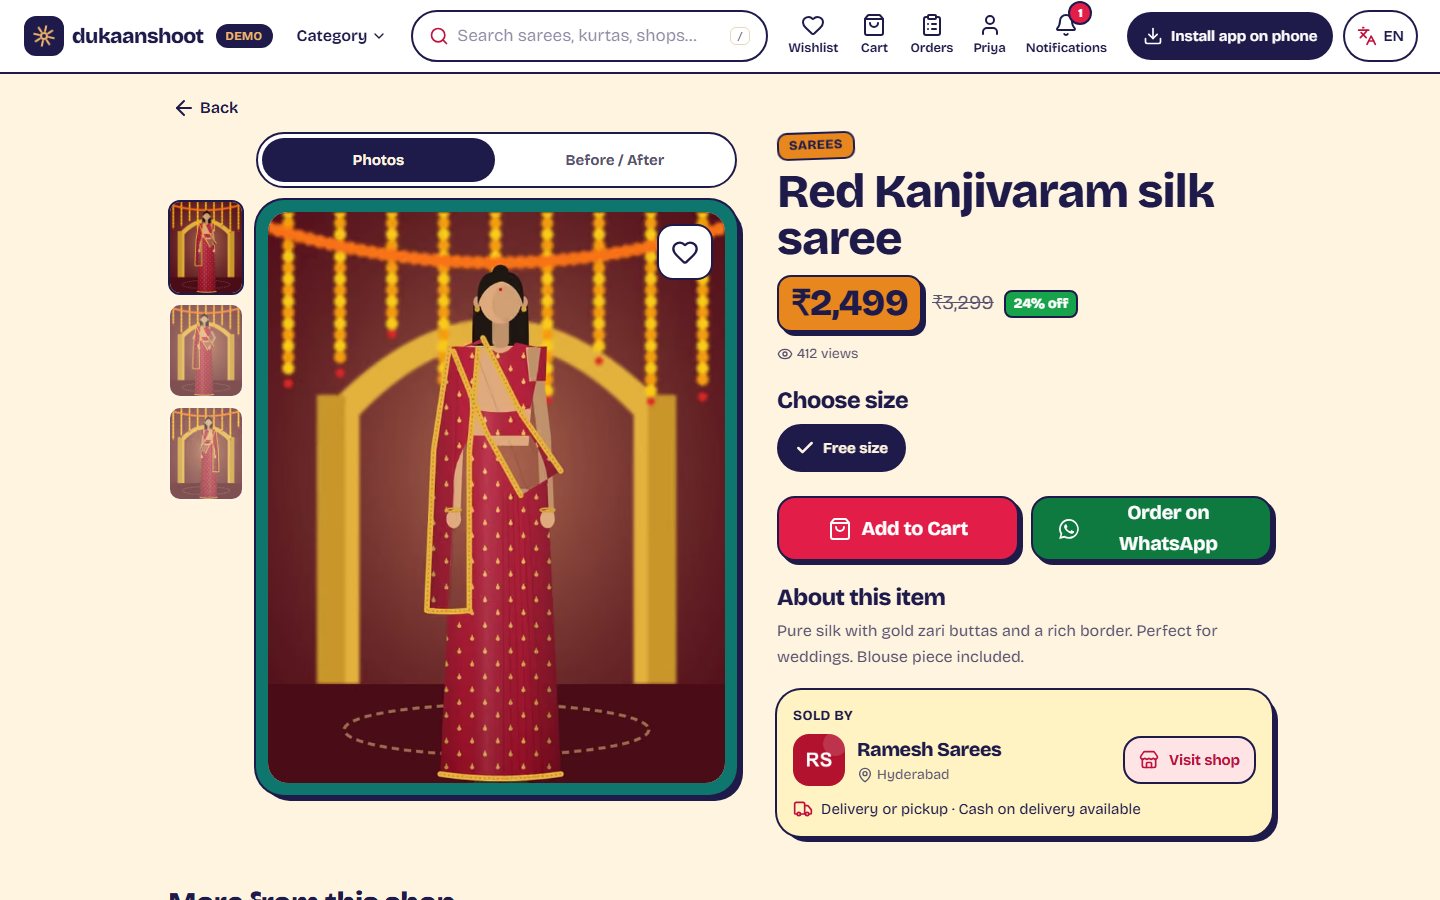 dukaanshoot
DEMO
Category
Search sarees, kurtas, shops...
/
Wishlist
Cart
Orders
Priya
1
Notifications
Install app on phone
EN
Back
Photos
Before / After
SAREES
Red Kanjivaram silk
saree
₹2,499
₹3,299
24% off
412 views
Choose size
Free size
Add to Cart
Order on
WhatsApp
About this item
Pure silk with gold zari buttas and a rich border. Perfect for
weddings. Blouse piece included.
SOLD BY
RS
Ramesh Sarees
Hyderabad
Visit shop
Delivery or pickup · Cash on delivery available
More from this shop